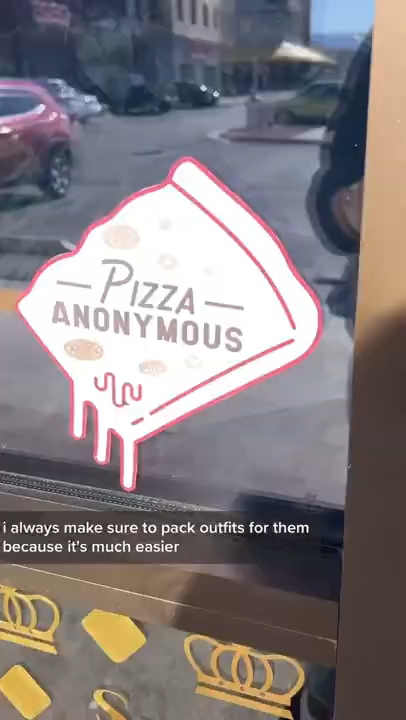 Pizza
ANONYMOUS
i always make sure to pack outfits for them
because it's much easier